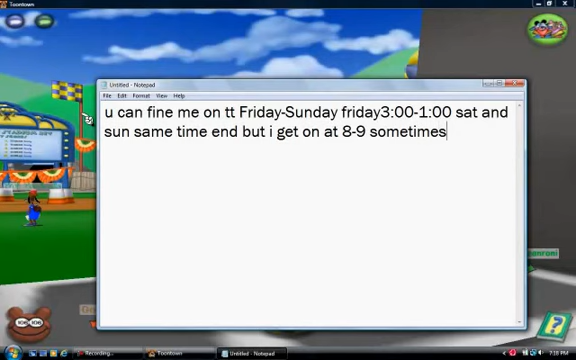 Toontown
Untitled - Notepad
File Edit Format View Help
u can fine me on tt Friday-Sunday friday3:00-1:00 sat and
sun same time end but i get on at 8-9 sometimes
106 106
Recording... Toontown Untitled - Notepad 7:18 PM